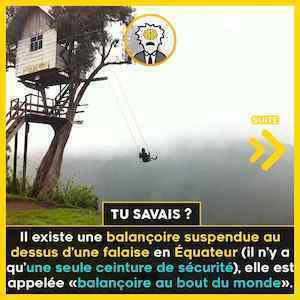 SUITE
TU SAVAIS ?
Il existe une balançoire suspendue au
dessus d'une falaise en Équateur (il n'y a
qu'une seule ceinture de sécurité), elle est
appelée «balançoire au bout du monde».